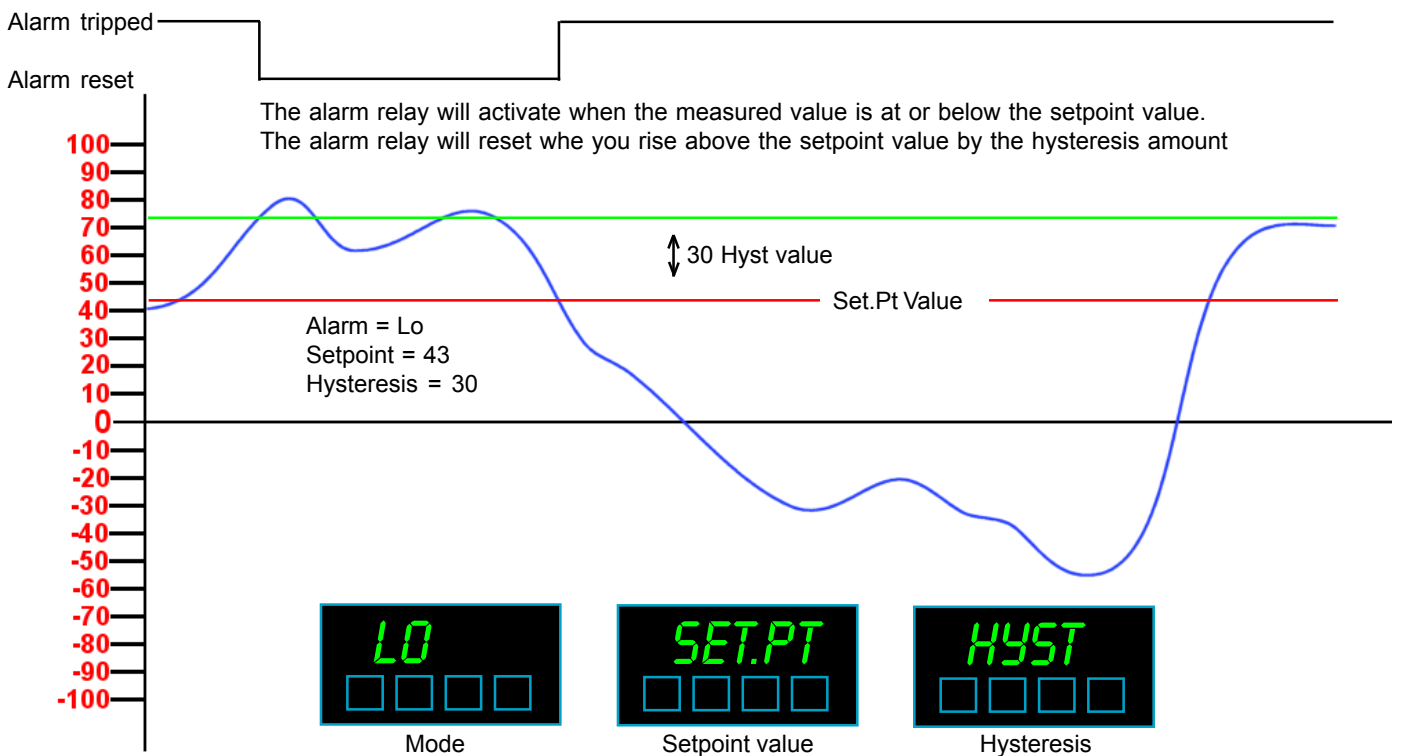 Alarm tripped
Alarm reset
The alarm relay will activate when the measured value is at or below the setpoint value.
The alarm relay will reset whe you rise above the setpoint value by the hysteresis amount
100
90
80
70
60
30 Hyst value
50
Set.Pt Value
40
Alarm = Lo
30
Setpoint = 43
20
Hysteresis = 30
10
0
-10
-20
-30
-40
-50
-60
-70
-80
-90
-100
LO
SET.PT
HYST
Mode
Setpoint value
Hysteresis